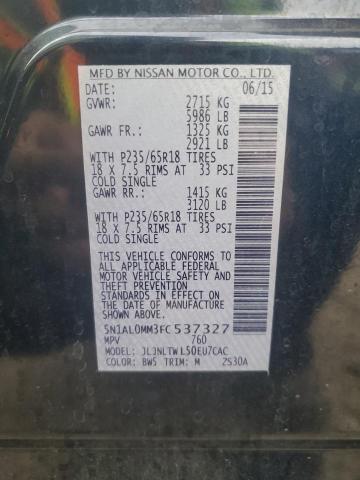 MFD BY NISSAN MOTOR CO., LTD.
DATE: 06/15
GVWR: 2715 KG
5986 LB
GAWR FR.: 1325 KG
2921 LB
WITH P235/65R18 TIRES
18 X 7.5 RIMS AT 33 PSI
COLD SINGLE
GAWR RR.: 1415 KG
3120 LB
WITH P235/65R18 TIRES
18 X 7.5 RIMS AT 33 PSI
COLD SINGLE
THIS VEHICLE CONFORMS TO
ALL APPLICABLE FEDERAL
MOTOR VEHICLE SAFETY
STANDARDS IN EFFECT ON THE
DATE OF MANUFACTURE
SHOWN ABOVE.
5N1AL0MM3FC537327
MPV 760
MODEL: JL3NLTWL50EU7CAC
COLOR: BW5 TRIM: M ZS30A